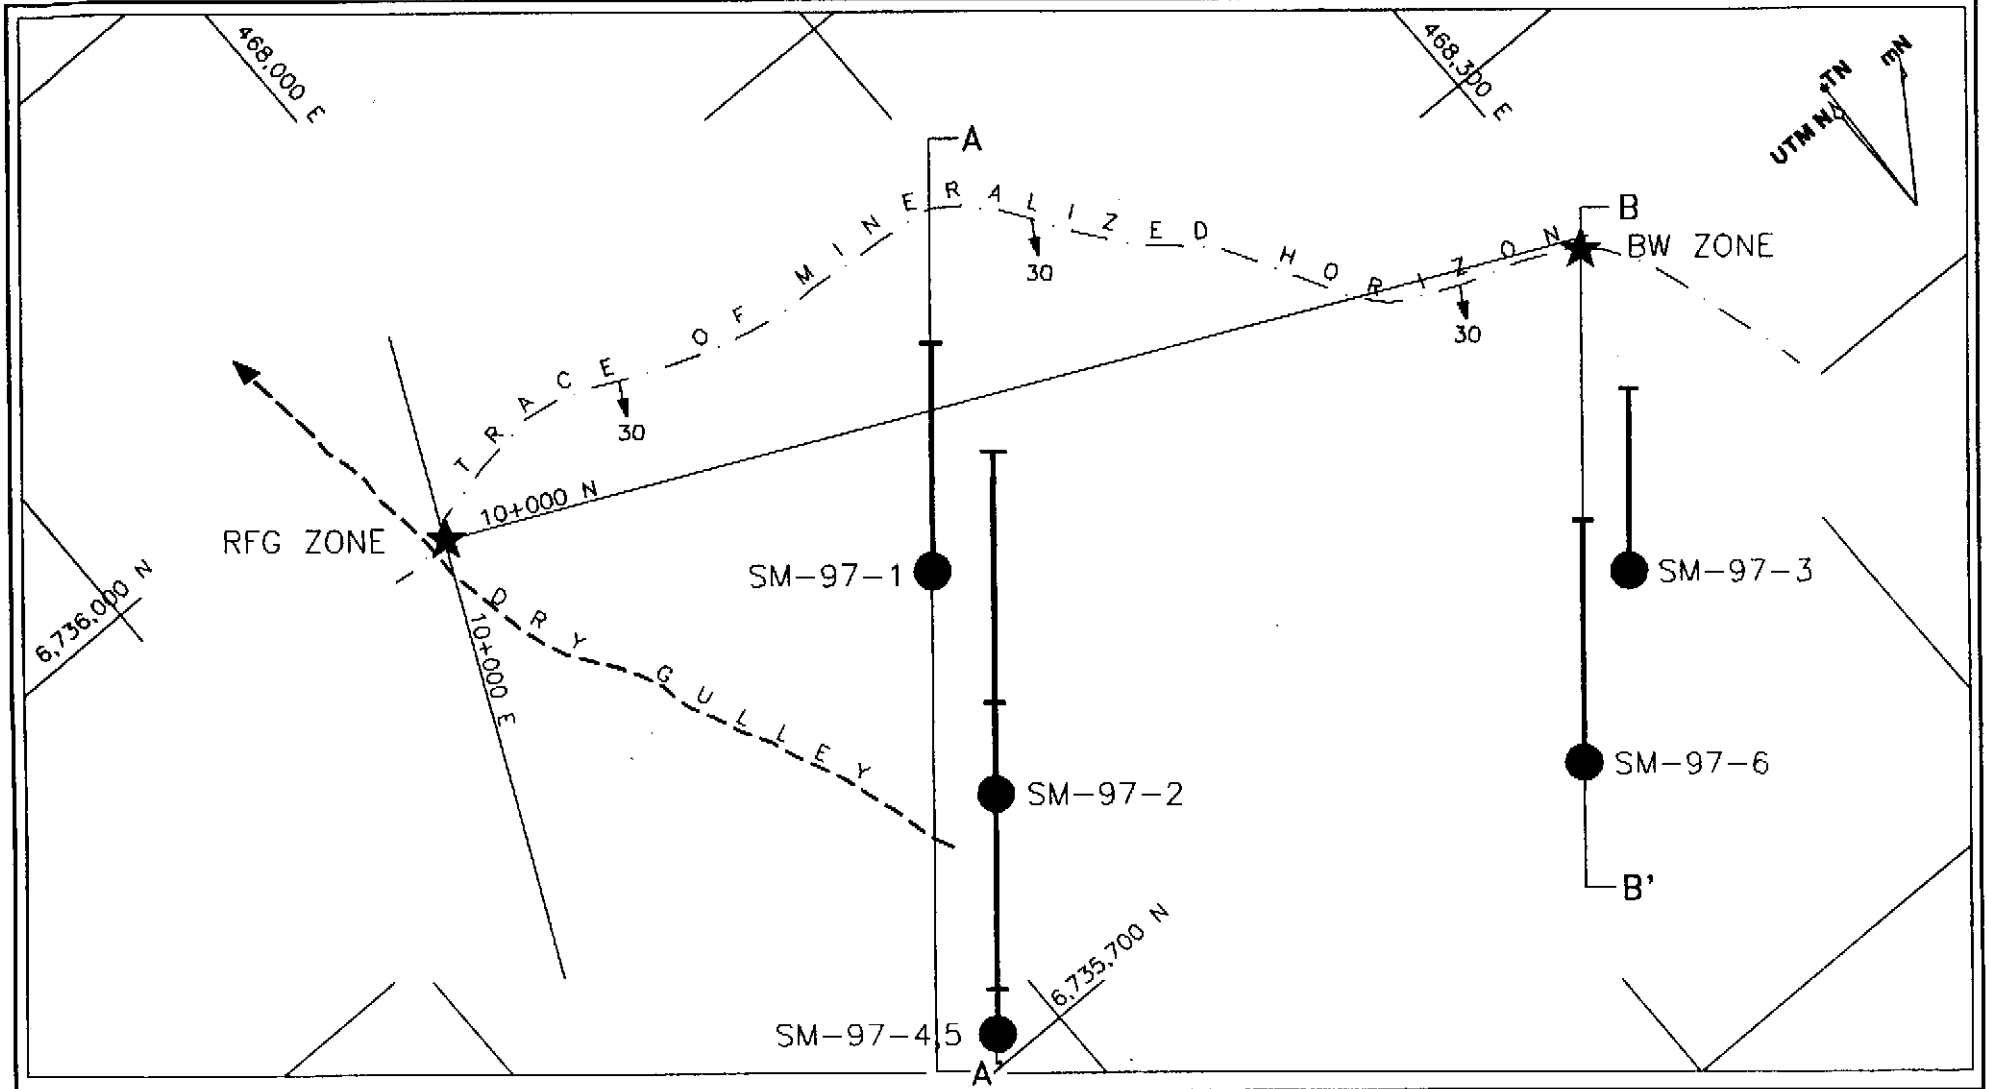 468,000 E
468,300 E
mN
TN
UTM N
A
TRACE OF MINERALIZED HORIZON
B
BW ZONE
30
30
30
10+000 N
RFG ZONE
SM-97-1
SM-97-3
6,736,000 N
10+000 E
DRY GULLEY
SM-97-2
SM-97-6
B'
6,735,700 N
SM-97-4,5
A'